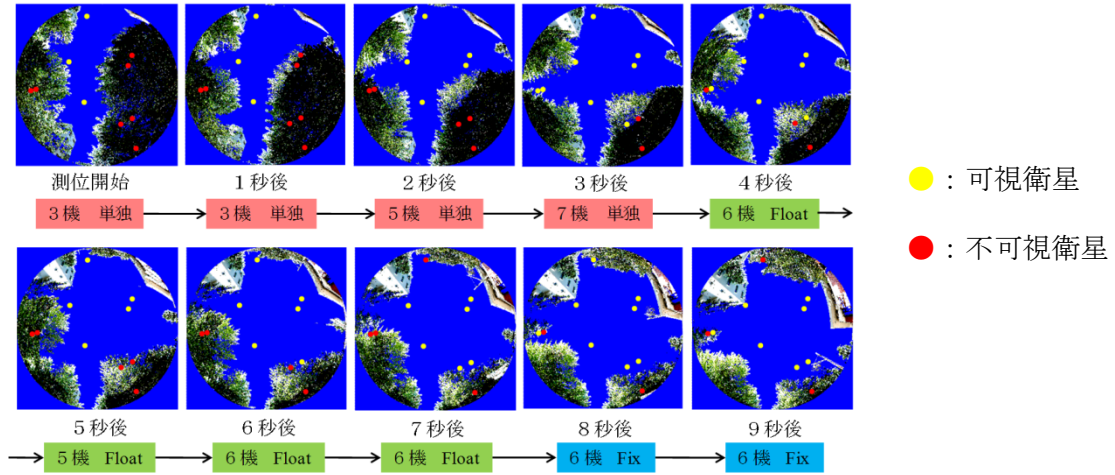 測位開始
１秒後
２秒後
３秒後
４秒後
３機 単独
３機 単独
５機 単独
７機 単独
６機 Float
５秒後
６秒後
７秒後
８秒後
９秒後
５機 Float
６機 Float
６機 Float
６機 Fix
６機 Fix
：可視衛星
：不可視衛星